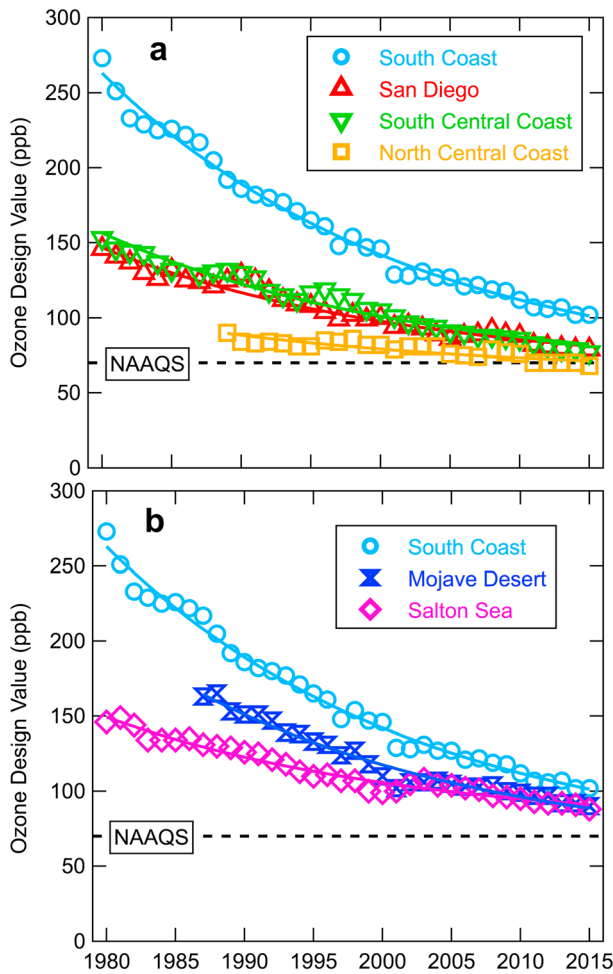 300
a
South Coast
San Diego
South Central Coast
North Central Coast
250
200
150
100
50
0
Ozone Design Value (ppb)
NAAQS
300
b
South Coast
Mojave Desert
Salton Sea
250
200
150
100
50
0
Ozone Design Value (ppb)
NAAQS
1980 1985 1990 1995 2000 2005 2010 2015